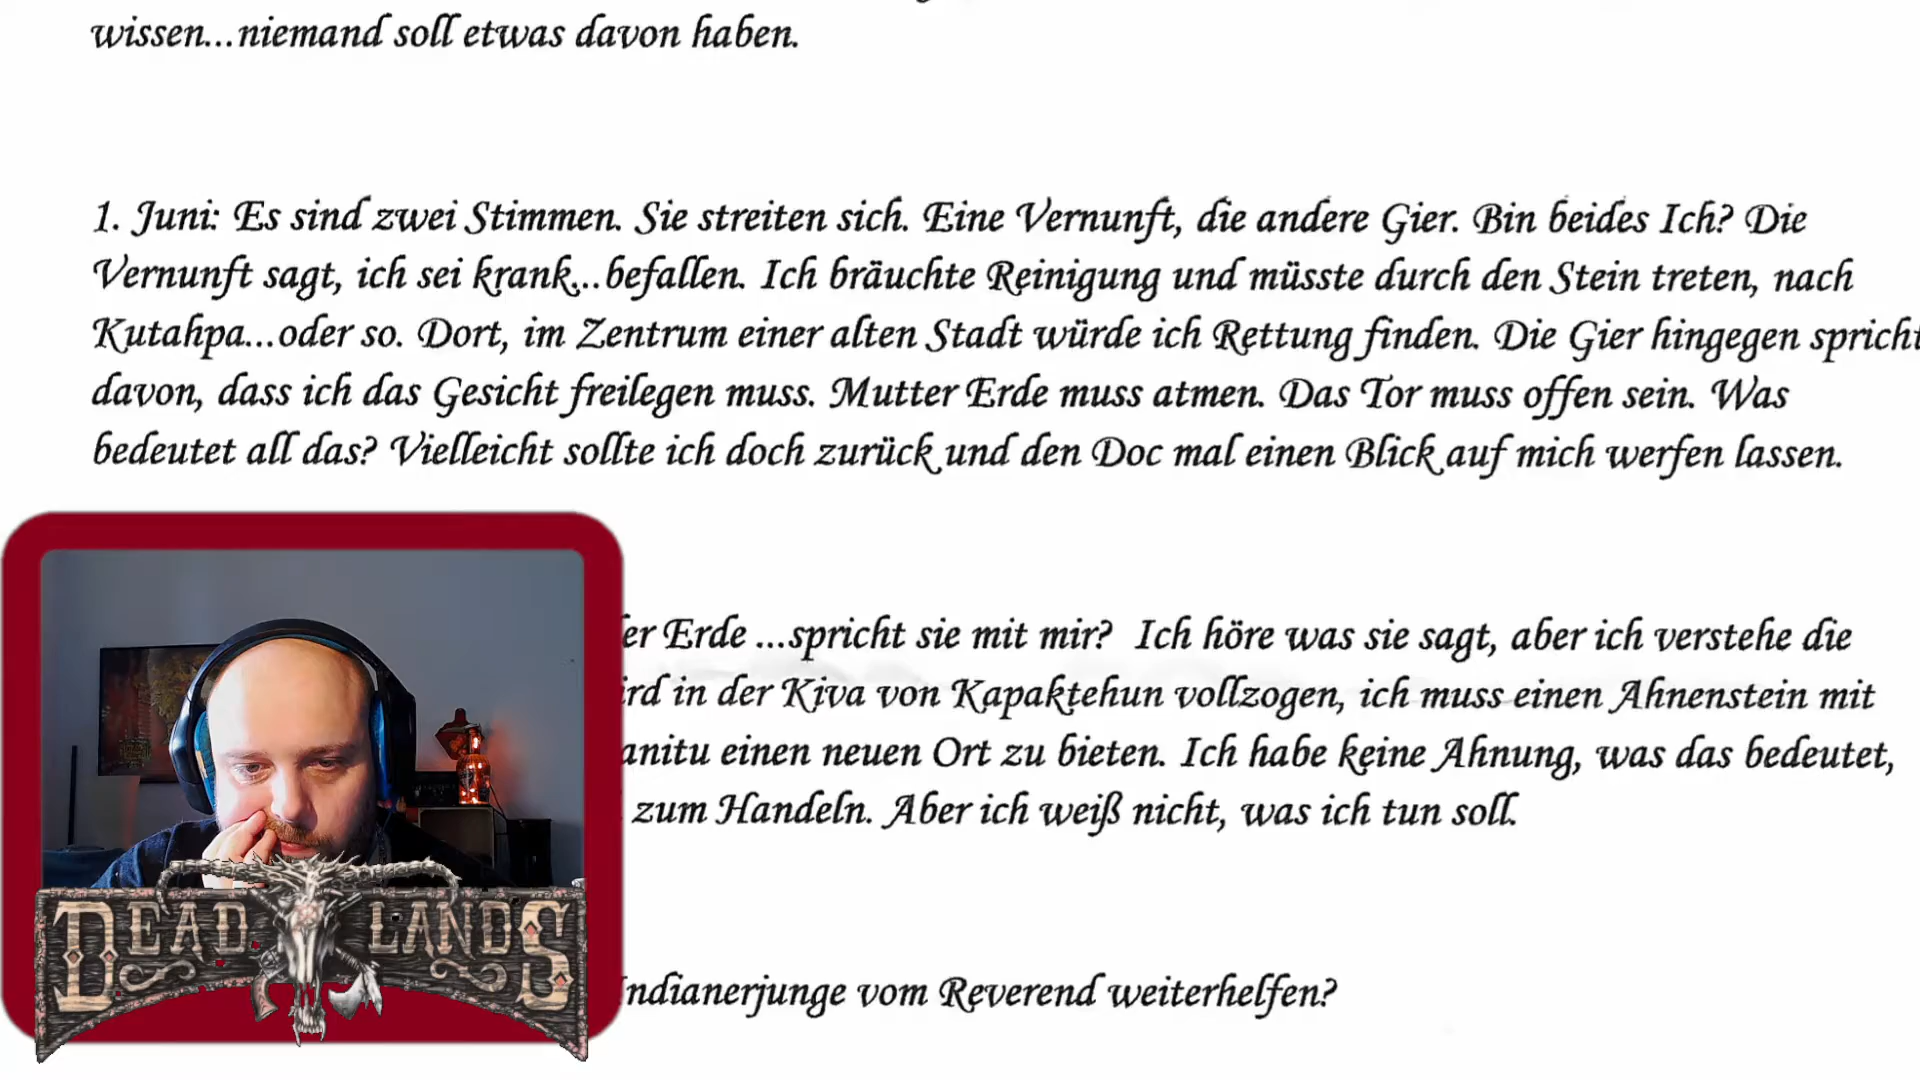 wissen...niemand soll etwas davon haben.
1. Juni: Es sind zwei Stimmen. Sie streiten sich. Eine Vernunft, die andere Gier. Bin beides Ich? Die
Vernunft sagt, ich sei krank...befallen. Ich bräuchte Reinigung und müsste durch den Stein treten, nach
Kutahpa...oder so. Dort, im Zentrum einer alten Stadt würde ich Rettung finden. Die Gier hingegen spricht
davon, dass ich das Gesicht freilegen muss. Mutter Erde muss atmen. Das Tor muss offen sein. Was
bedeutet all das? Vielleicht sollte ich doch zurück und den Doc mal einen Blick auf mich werfen lassen.
er Erde ...spricht sie mit mir? Ich höre was sie sagt, aber ich verstehe die
ird in der Kiva von Kapaktehun vollzogen, ich muss einen Ahnenstein mit
anitu einen neuen Ort zu bieten. Ich habe keine Ahnung, was das bedeutet,
zum Handeln. Aber ich weiß nicht, was ich tun soll.
Indianerjunge vom Reverend weiterhelfen?
DEAD LANDS